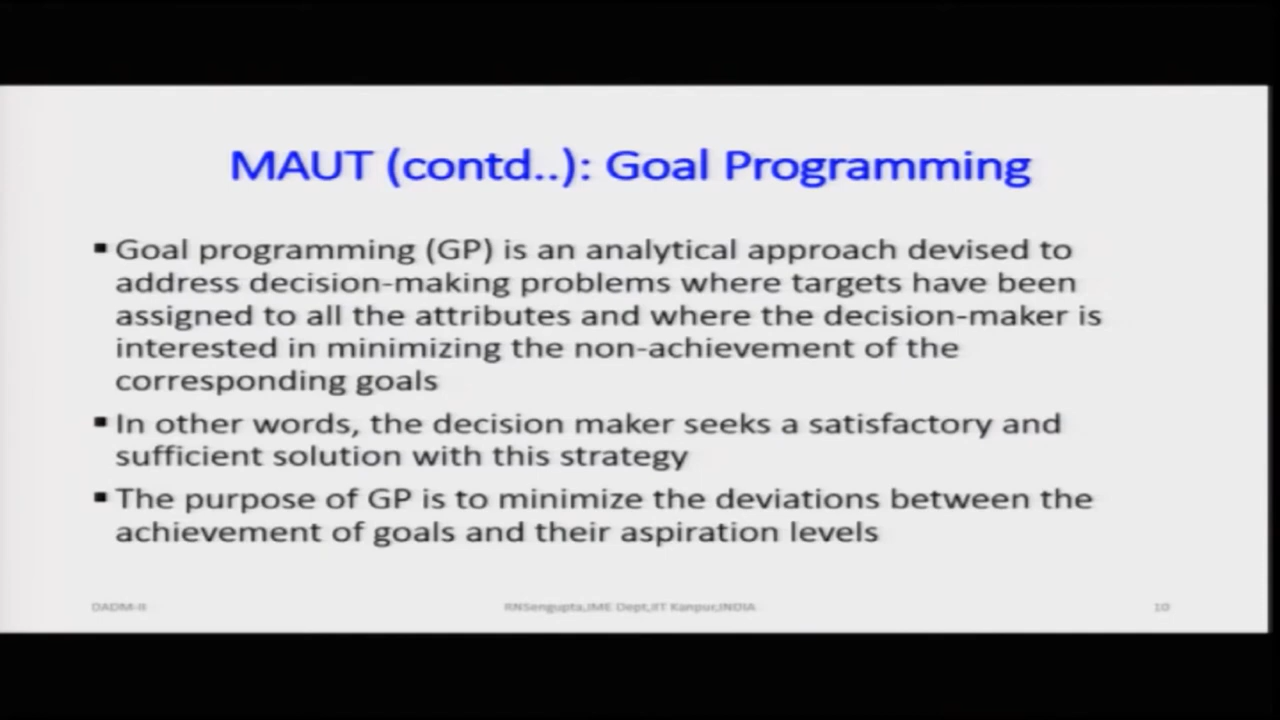 MAUT (contd..): Goal Programming
▪ Goal programming (GP) is an analytical approach devised to
address decision-making problems where targets have been
assigned to all the attributes and where the decision-maker is
interested in minimizing the non-achievement of the
corresponding goals
▪ In other words, the decision maker seeks a satisfactory and
sufficient solution with this strategy
▪ The purpose of GP is to minimize the deviations between the
achievement of goals and their aspiration levels
DADM-II RNSengupta,IME Dept,IIT Kanpur,INDIA 10